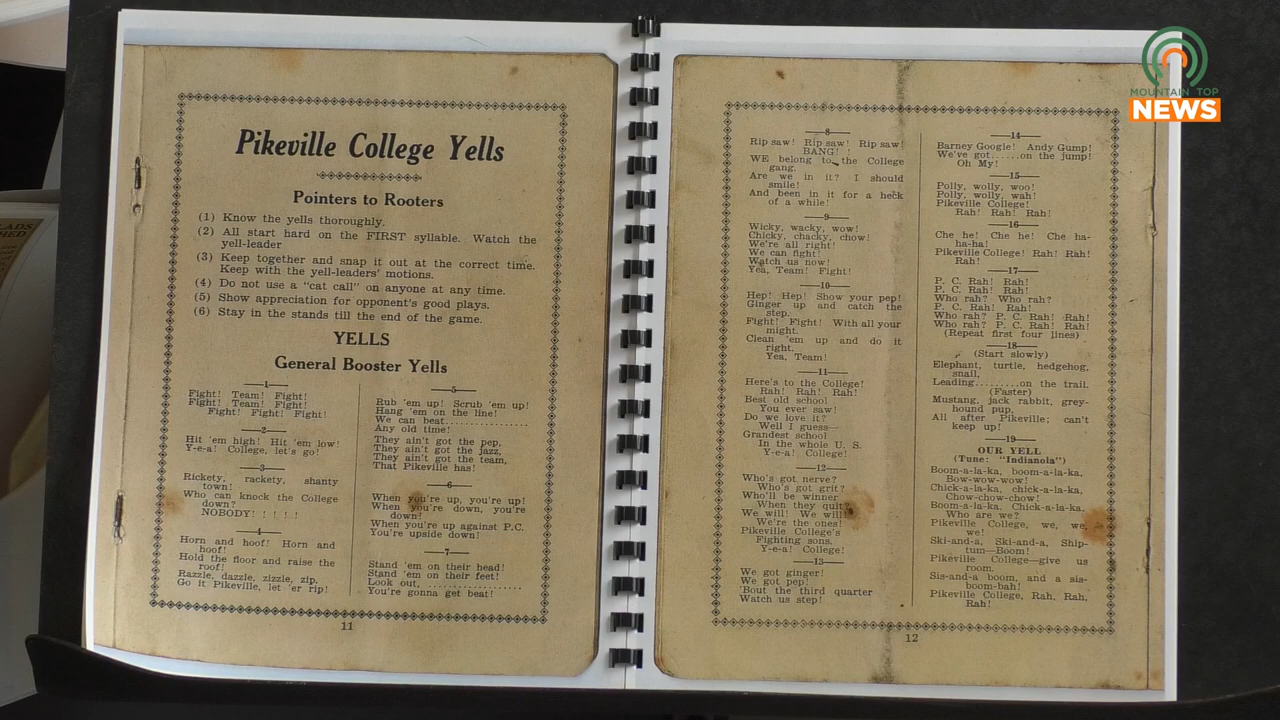 Pikeville College Yells
Pointers to Rooters
(1) Know the yells thoroughly.
(2) All start hard on the FIRST syllable. Watch the
yell-leader
(3) Keep together and snap it out at the correct time.
Keep with the yell-leaders' motions.
(4) Do not use a "cat call" on anyone at any time.
(5) Show appreciation for opponent's good plays.
(6) Stay in the stands till the end of the game.
YELLS
General Booster Yells
—1—
Fight! Team! Fight!
Fight! Team! Fight!
Fight! Fight! Fight!
—2—
Hit 'em high! Hit 'em low!
Y-e-a! College, let's go!
—3—
Rickety, rackety, shanty
town!
Who can knock the College
down?
NOBODY! ! ! ! !
—4—
Horn and hoof! Horn and
hoof!
Hold the floor and raise the
roof!
Razzle, dazzle, zizzle, zip,
Go it Pikeville, let 'er rip!
—5—
Rub 'em up! Scrub 'em up!
Hang 'em on the line!
We can beat................
Any old time!
They ain't got the pep,
They ain't got the jazz,
They ain't got the team,
That Pikeville has!
—6—
When you're up, you're up!
When you're down, you're
down!
When you're up against P.C.
You're upside down!
—7—
Stand 'em on their head!
Stand 'em on their feet!
Look out, ......................
You're gonna get beat!
11
—8—
Rip saw! Rip saw! Rip saw!
BANG! !
WE belong to the College
gang.
Are we in it? I should
smile!
And been in it for a heck
of a while!
—9—
Wicky, wacky, wow!
Chicky, chacky, chow!
We're all right!
We can fight!
Watch us now!
Yea, Team! Fight!
—10—
Hep! Hep! Show your pep!
Ginger up and catch the
step.
Fight! Fight! With all your
might.
Clean 'em up and do it
right.
Yea, Team!
—11—
Here's to the College!
Rah! Rah! Rah!
Best old school
You ever saw!
Do we love it?
Well I guess—
Grandest school
In the whole U. S.
Y-e-a! College!
—12—
Who's got nerve?
Who's got grit?
Who'll be winner
When they quit?
We will! We will!
We're the ones!
Pikeville College's
Fighting sons.
Y-e-a! College!
—13—
We got ginger!
We got pep!
'Bout the third quarter
Watch us step!
—14—
Barney Google! Andy Gump!
We've got......on the jump!
Oh My!
—15—
Polly, wolly, woo!
Polly, wolly, wah!
Pikeville College!
Rah! Rah! Rah!
—16—
Che he! Che he! Che ha-
ha-ha!
Pikeville College! Rah! Rah!
Rah!
—17—
P. C. Rah! Rah!
P. C. Rah! Rah!
Who rah? Who rah?
P. C. Rah! Rah!
Who rah? P. C. Rah! Rah!
Who rah? P. C. Rah! Rah!
(Repeat first four lines)
—18—
(Start slowly)
Elephant, turtle, hedgehog,
snail,
Leading.........on the trail.
(Faster)
Mustang, jack rabbit, grey-
hound pup,
All after Pikeville; can't
keep up!
—19—
OUR YELL
(Tune: "Indianola")
Boom-a-la-ka, boom-a-la-ka,
Bow-wow-wow!
Chick-a-la-ka, chick-a-la-ka,
Chow-chow-chow!
Boom-a-la-ka, Chick-a-la-ka,
Who are we?
Pikeville College, we, we,
we!
Ski-and-a, Ski-and-a, Ship-
tum—Boom!
Pikeville College—give us
room.
Sis-and-a boom, and a sis-
boom-bah!
Pikeville College, Rah, Rah,
Rah!
12
MOUNTAIN TOP
NEWS